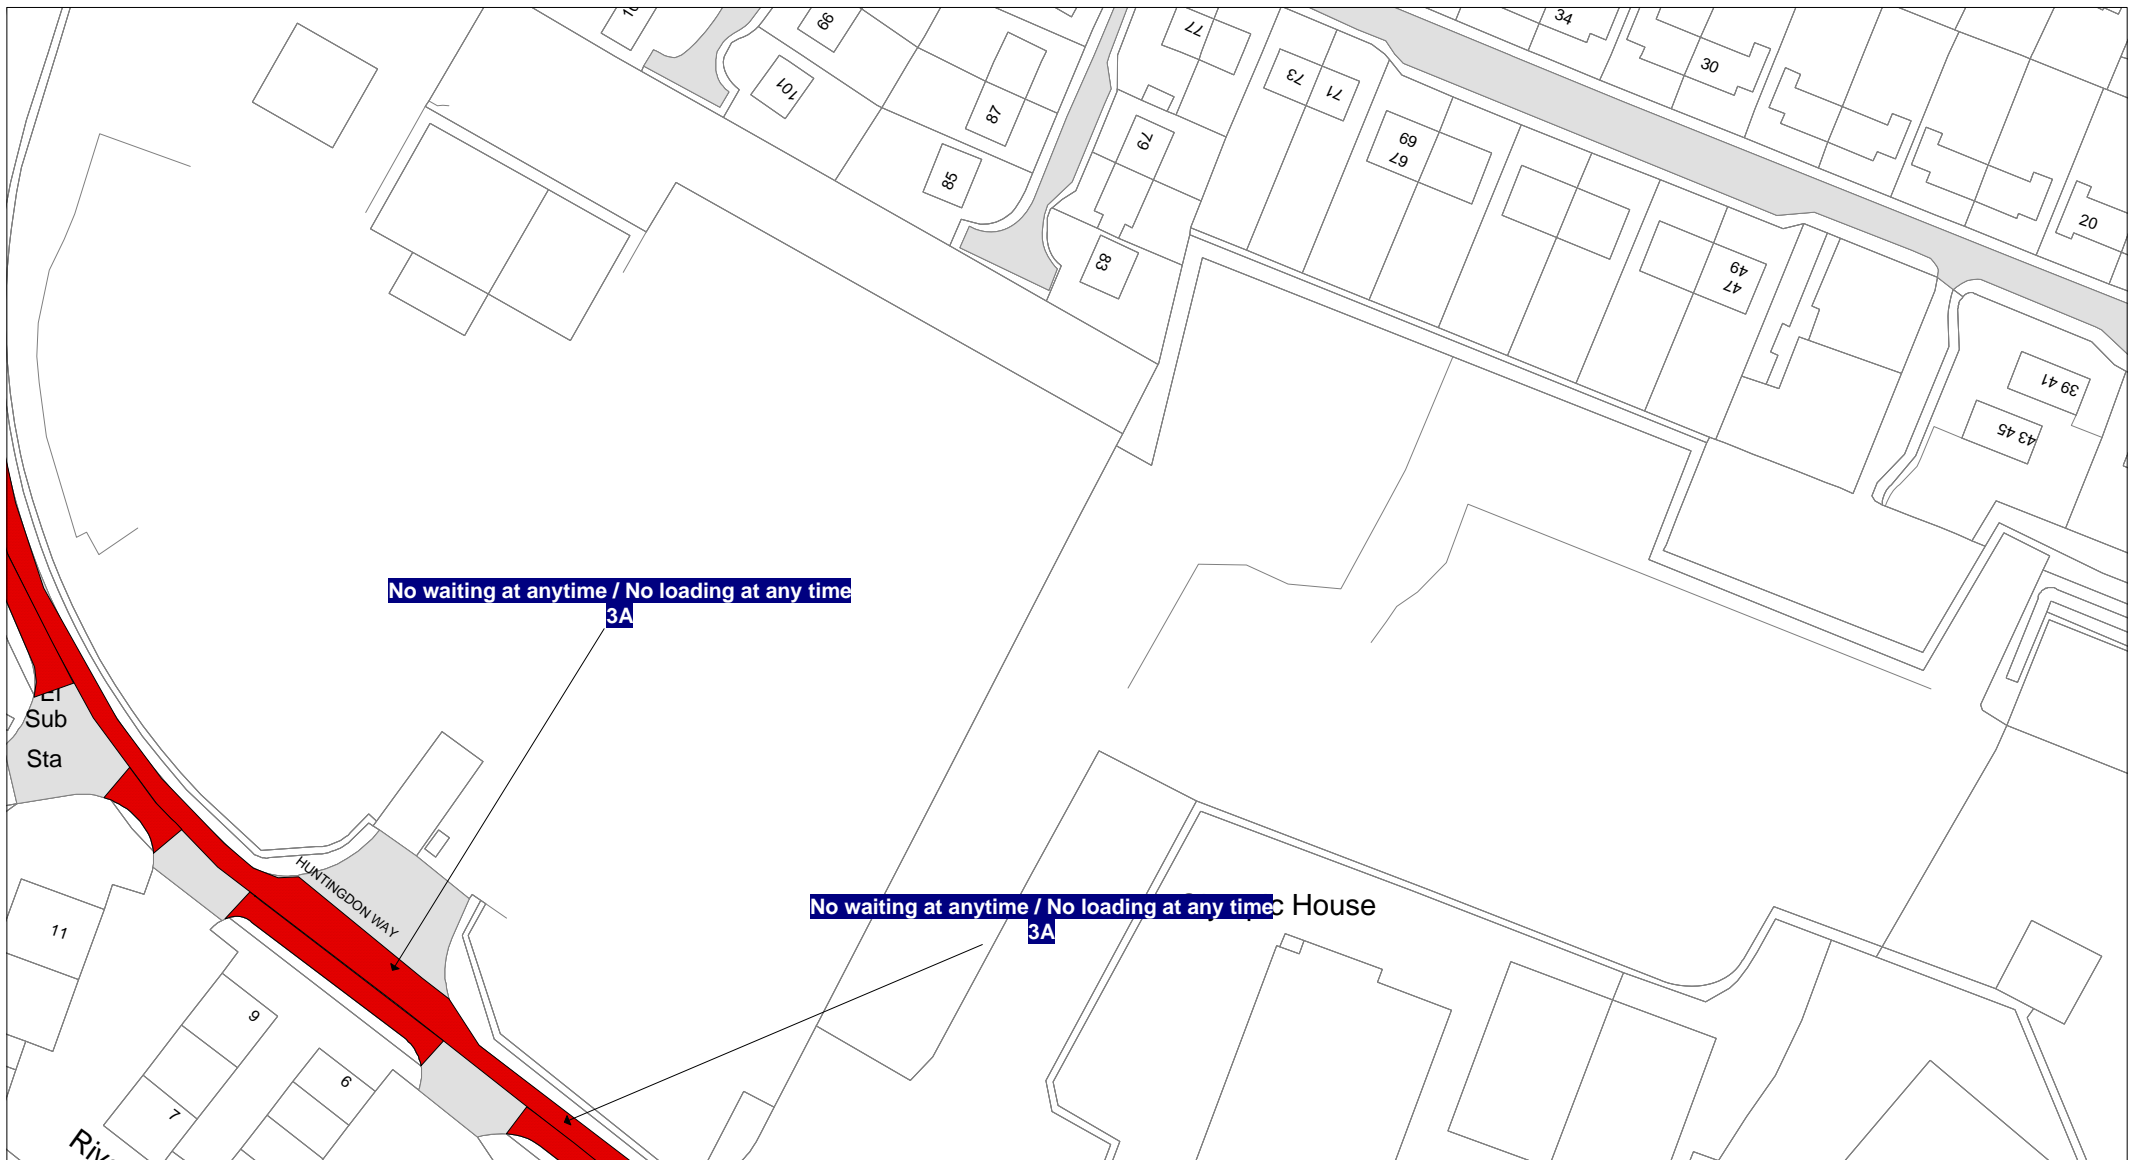 99
77
34
30
101
87
73
71
79
69
67
85
20
83
49
47
39 41
43 45
No waiting at anytime / No loading at any time
3A
Sub
Sta
HUNTINGDON WAY
No waiting at anytime / No loading at any time
3A
House
11
9
6
7